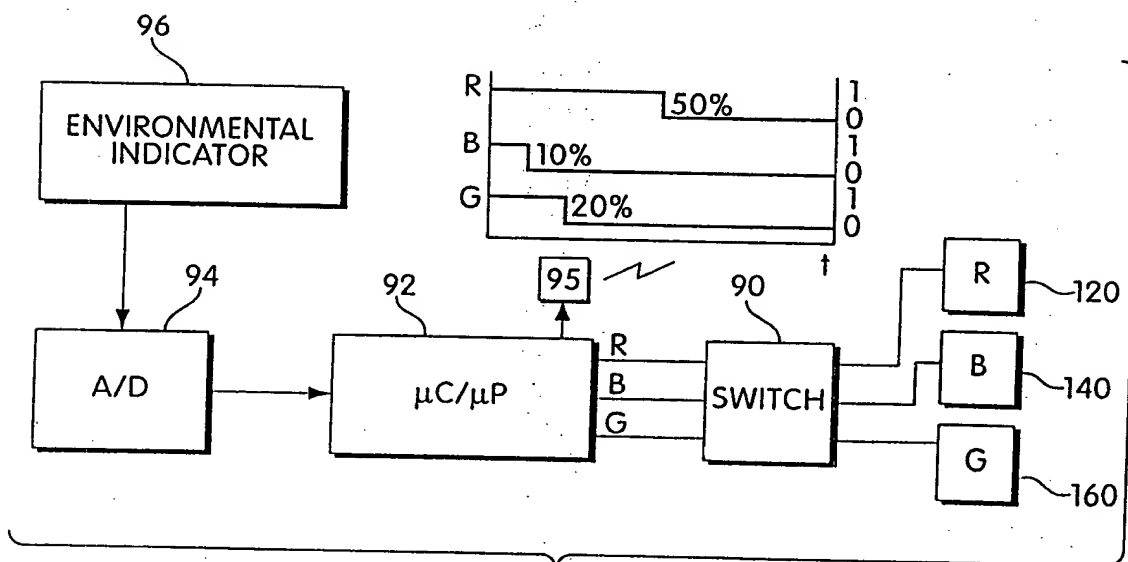 96
ENVIRONMENTAL
INDICATOR
R
50%
1
0
B
10%
1
0
G
20%
1
0
t
94
92
95
90
A/D
μC/μP
R
B
G
SWITCH
R
120
B
140
G
160